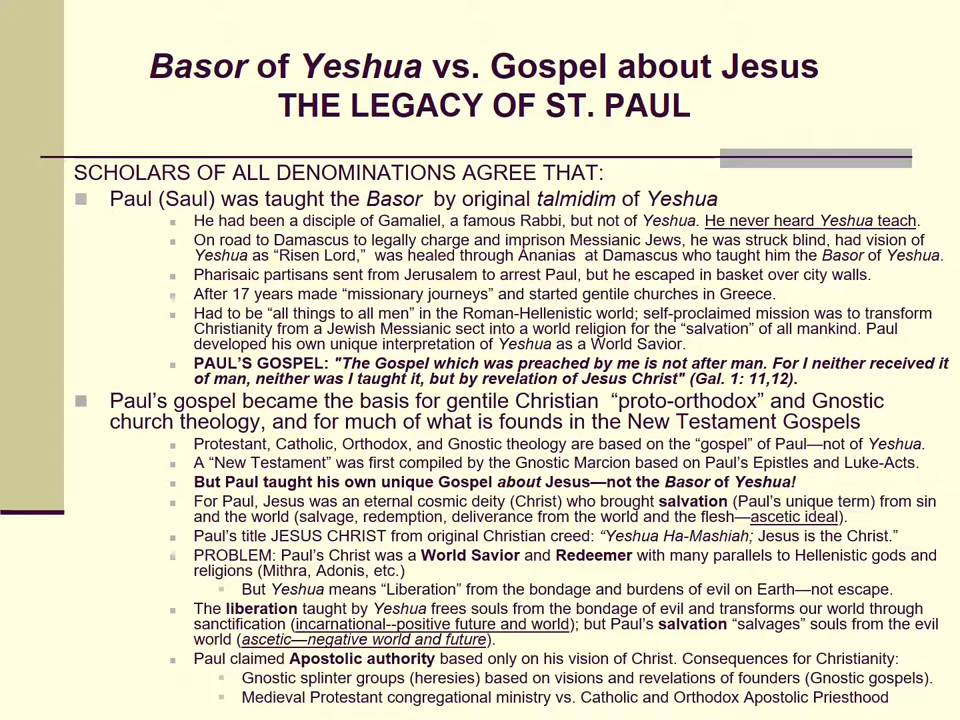 Basor of Yeshua vs. Gospel about Jesus
THE LEGACY OF ST. PAUL
SCHOLARS OF ALL DENOMINATIONS AGREE THAT:
Paul (Saul) was taught the Basor by original talmidim of Yeshua
He had been a disciple of Gamaliel, a famous Rabbi, but not of Yeshua. He never heard Yeshua teach.
On road to Damascus to legally charge and imprison Messianic Jews, he was struck blind, had vision of
Yeshua as “Risen Lord,” was healed through Ananias at Damascus who taught him the Basor of Yeshua.
Pharisaic partisans sent from Jerusalem to arrest Paul, but he escaped in basket over city walls.
After 17 years made “missionary journeys” and started gentile churches in Greece.
Had to be “all things to all men” in the Roman-Hellenistic world; self-proclaimed mission was to transform
Christianity from a Jewish Messianic sect into a world religion for the “salvation” of all mankind. Paul
developed his own unique interpretation of Yeshua as a World Savior.
PAUL’S GOSPEL: "The Gospel which was preached by me is not after man. For I neither received it
of man, neither was I taught it, but by revelation of Jesus Christ" (Gal. 1: 11,12).
Paul’s gospel became the basis for gentile Christian “proto-orthodox” and Gnostic
church theology, and for much of what is founds in the New Testament Gospels
Protestant, Catholic, Orthodox, and Gnostic theology are based on the “gospel” of Paul—not of Yeshua.
A “New Testament” was first compiled by the Gnostic Marcion based on Paul’s Epistles and Luke-Acts.
But Paul taught his own unique Gospel about Jesus—not the Basor of Yeshua!
For Paul, Jesus was an eternal cosmic deity (Christ) who brought salvation (Paul’s unique term) from sin
and the world (salvage, redemption, deliverance from the world and the flesh—ascetic ideal).
Paul’s title JESUS CHRIST from original Christian creed: “Yeshua Ha-Mashiah; Jesus is the Christ.”
PROBLEM: Paul’s Christ was a World Savior and Redeemer with many parallels to Hellenistic gods and
religions (Mithra, Adonis, etc.)
But Yeshua means “Liberation” from the bondage and burdens of evil on Earth—not escape.
The liberation taught by Yeshua frees souls from the bondage of evil and transforms our world through
sanctification (incarnational--positive future and world); but Paul’s salvation “salvages” souls from the evil
world (ascetic—negative world and future).
Paul claimed Apostolic authority based only on his vision of Christ. Consequences for Christianity:
Gnostic splinter groups (heresies) based on visions and revelations of founders (Gnostic gospels).
Medieval Protestant congregational ministry vs. Catholic and Orthodox Apostolic Priesthood